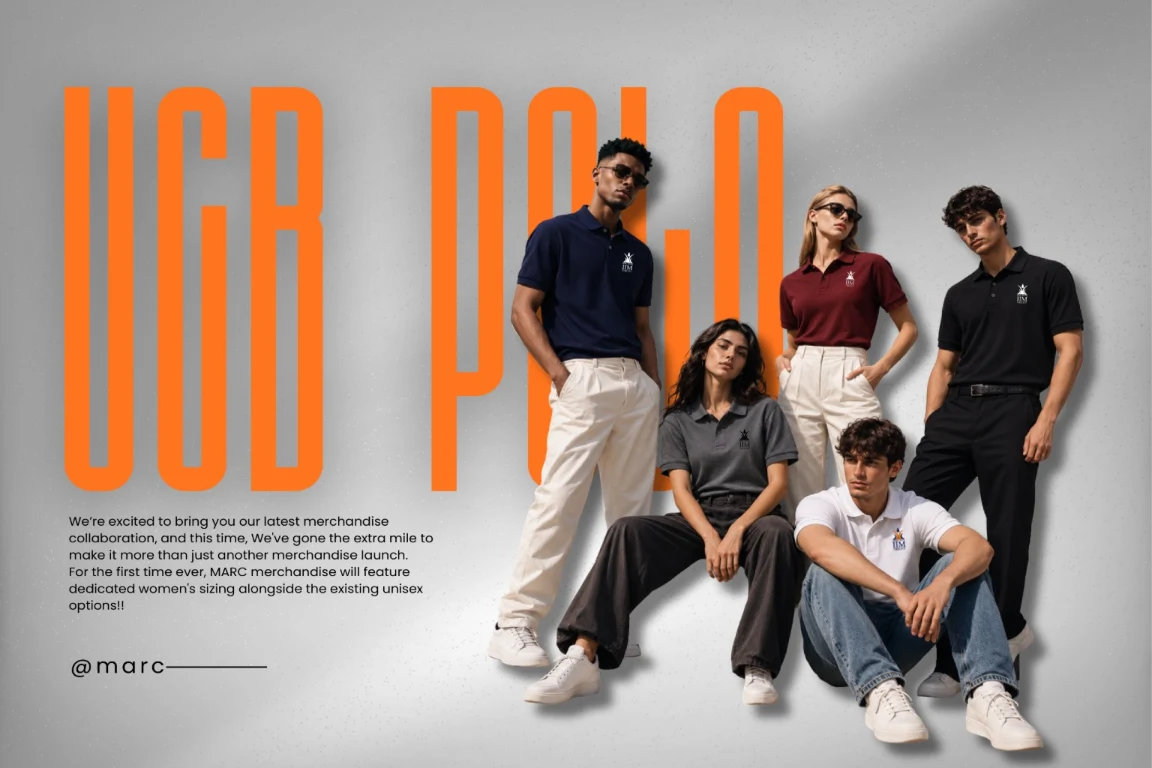 UGB POLO
We're excited to bring you our latest merchandise
collaboration, and this time, We've gone the extra mile to
make it more than just another merchandise launch.
For the first time ever, MARC merchandise will feature
dedicated women's sizing alongside the existing unisex
options!!
@marc